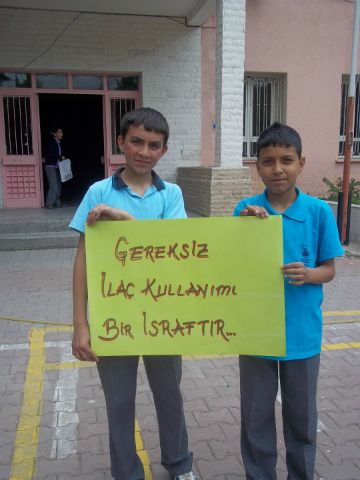 GEREKSİZ
İLAÇ KULLANIMI
BİR İSRAFTIR...